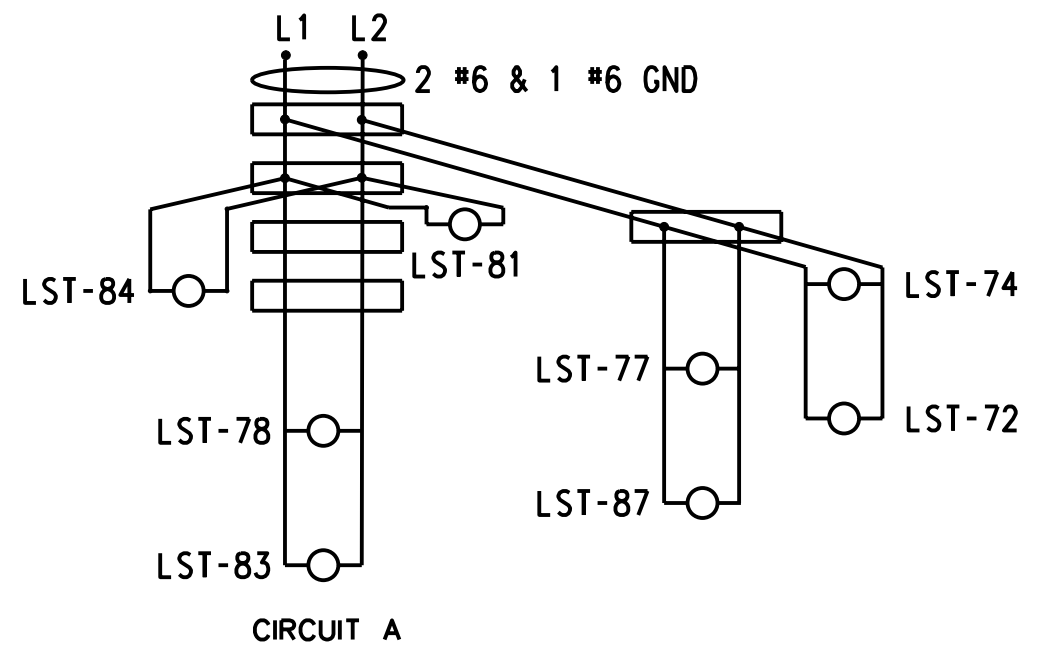 L1 L2
2 #6 & 1 #6 GND
LST-81
LST-84
LST-74
LST-77
LST-72
LST-78
LST-87
LST-83
CIRCUIT A